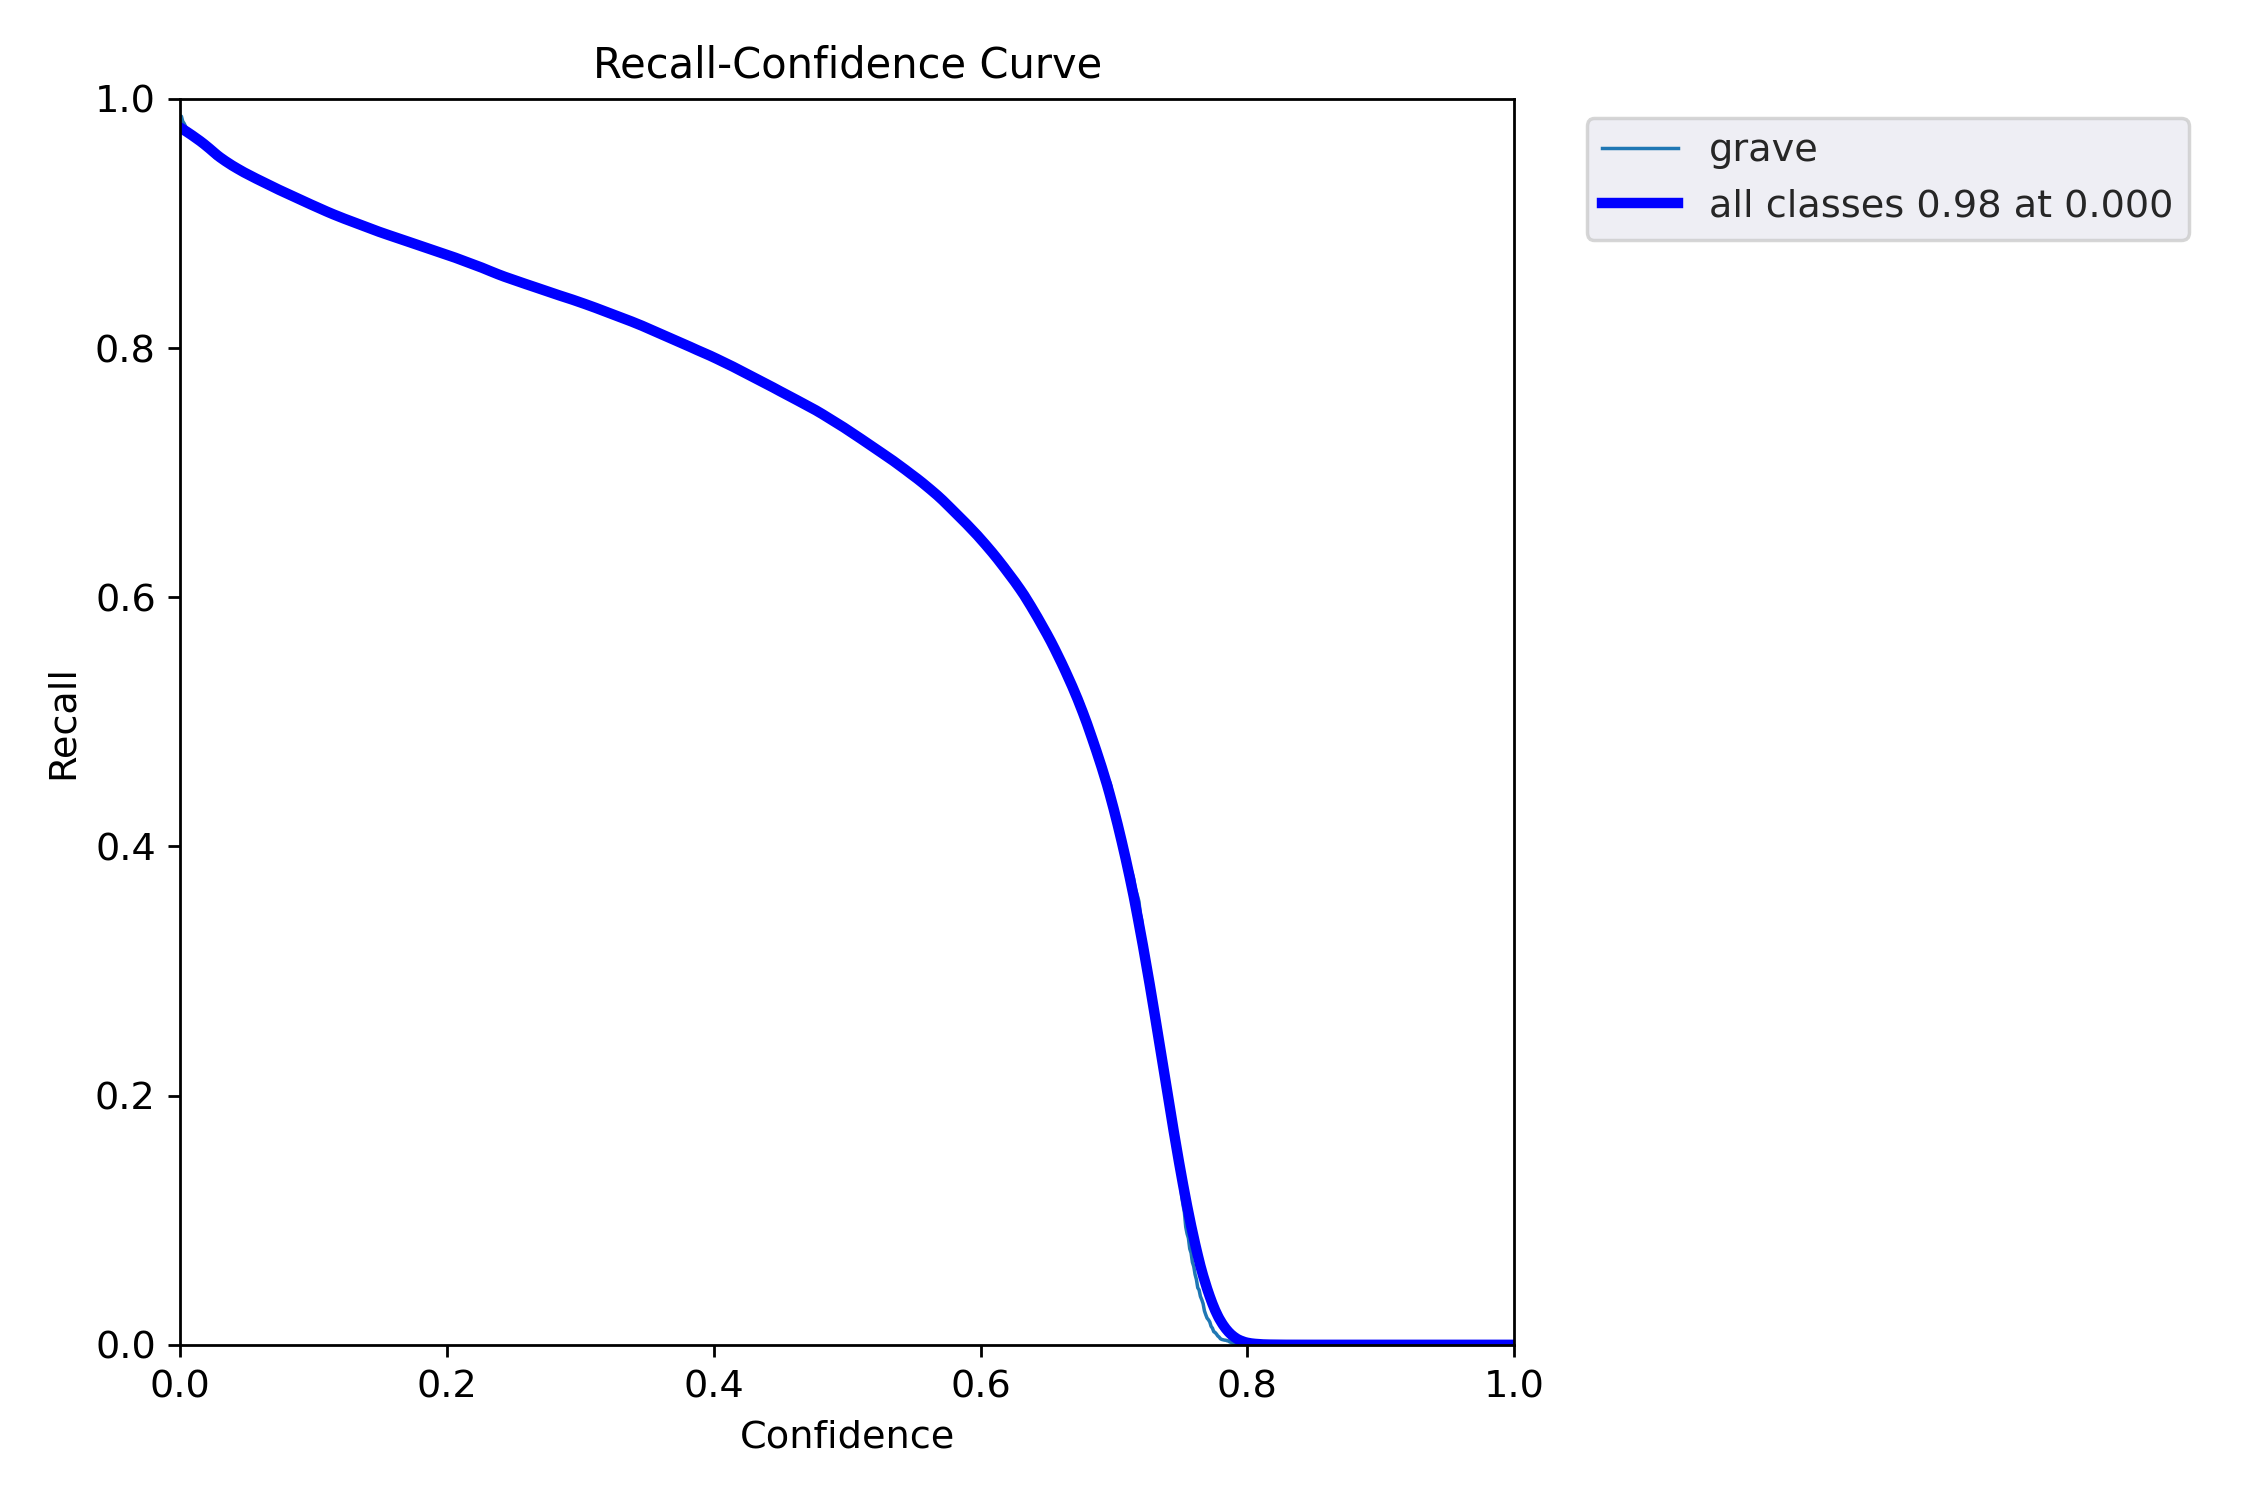 Recall-Confidence Curve
1.0
0.8
0.6
0.4
0.2
0.0
Recall
0.0 0.2 0.4 0.6 0.8 1.0
Confidence
grave
all classes 0.98 at 0.000